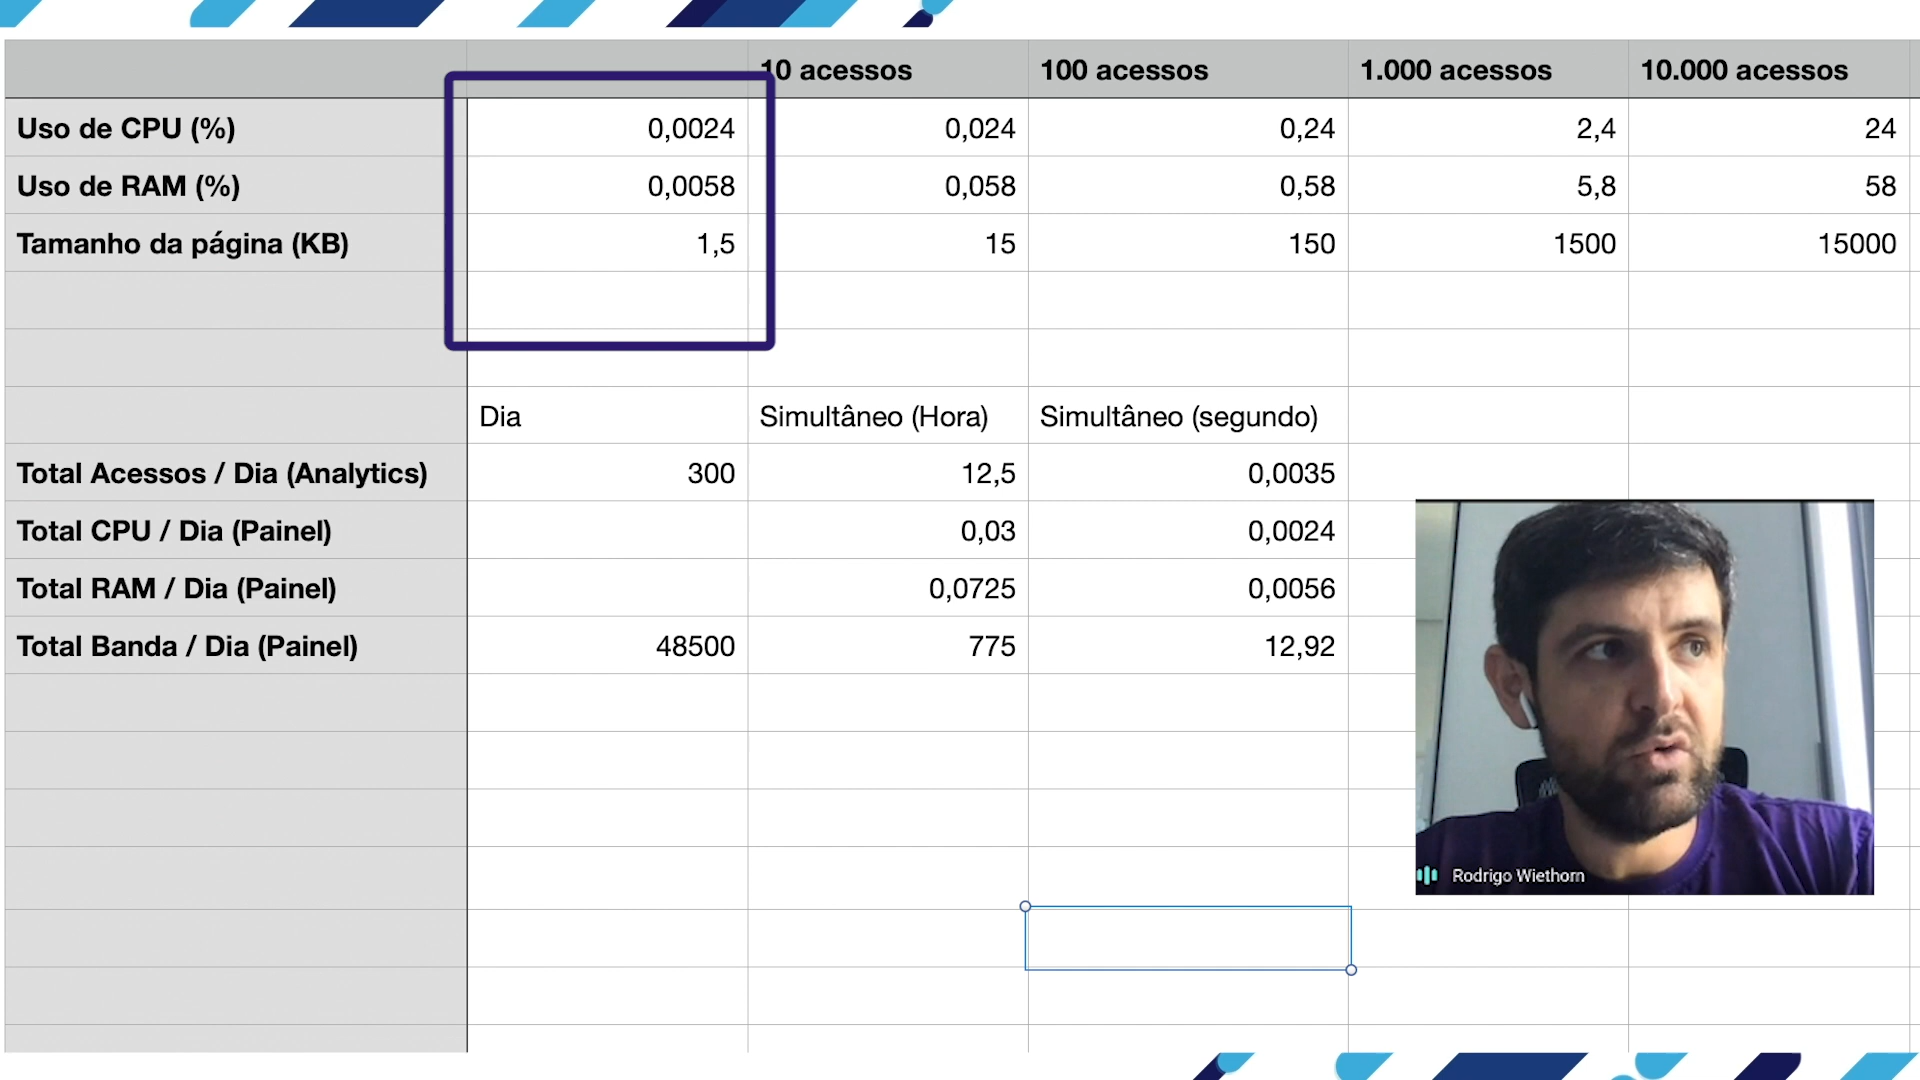 10 acessos 100 acessos 1.000 acessos 10.000 acessos
Uso de CPU (%) 0,0024 0,024 0,24 2,4 24
Uso de RAM (%) 0,0058 0,058 0,58 5,8 58
Tamanho da página (KB) 1,5 15 150 1500 15000
Dia Simultâneo (Hora) Simultâneo (segundo)
Total Acessos / Dia (Analytics) 300 12,5 0,0035
Total CPU / Dia (Painel) 0,03 0,0024
Total RAM / Dia (Painel) 0,0725 0,0056
Total Banda / Dia (Painel) 48500 775 12,92
Rodrigo Wiethorn